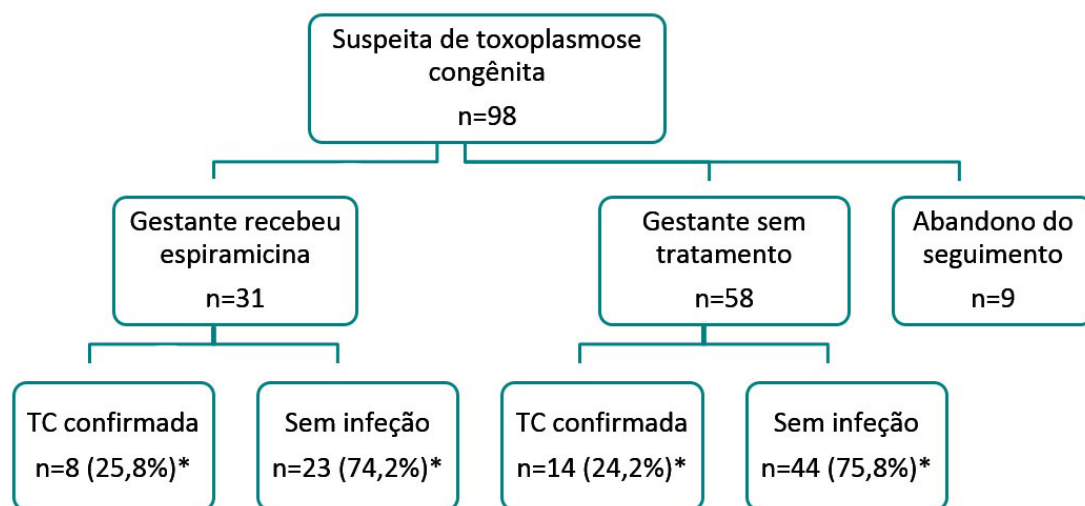 Suspeita de toxoplasmose
congênita
n=98
Gestante recebeu
espiramicina
n=31
Gestante sem
tratamento
n=58
Abandono do
seguimento
n=9
TC confirmada
n=8 (25,8%)*
Sem infeção
n=23 (74,2%)*
TC confirmada
n=14 (24,2%)*
Sem infeção
n=44 (75,8%)*